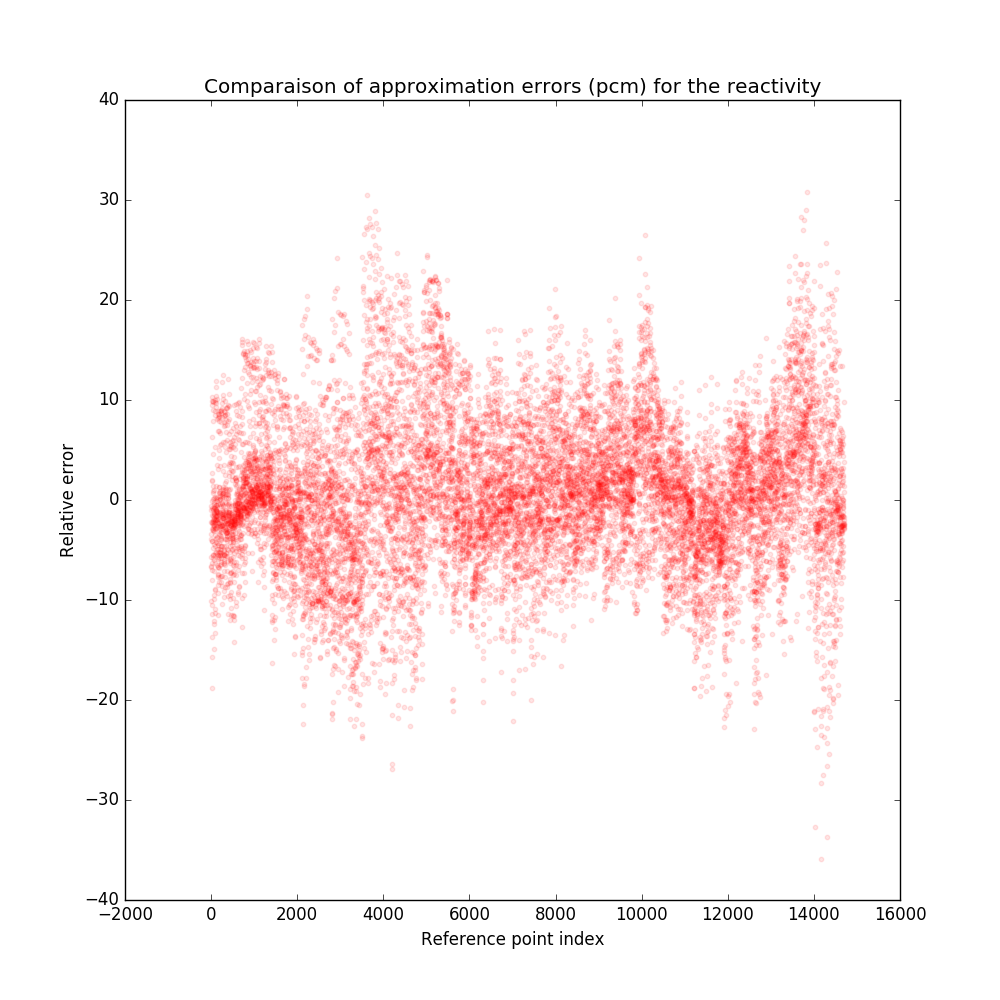 Comparaison of approximation errors (pcm) for the reactivity
40
30
20
10
0
−10
−20
−30
−40
Relative error
−2000 0 2000 4000 6000 8000 10000 12000 14000 16000
Reference point index